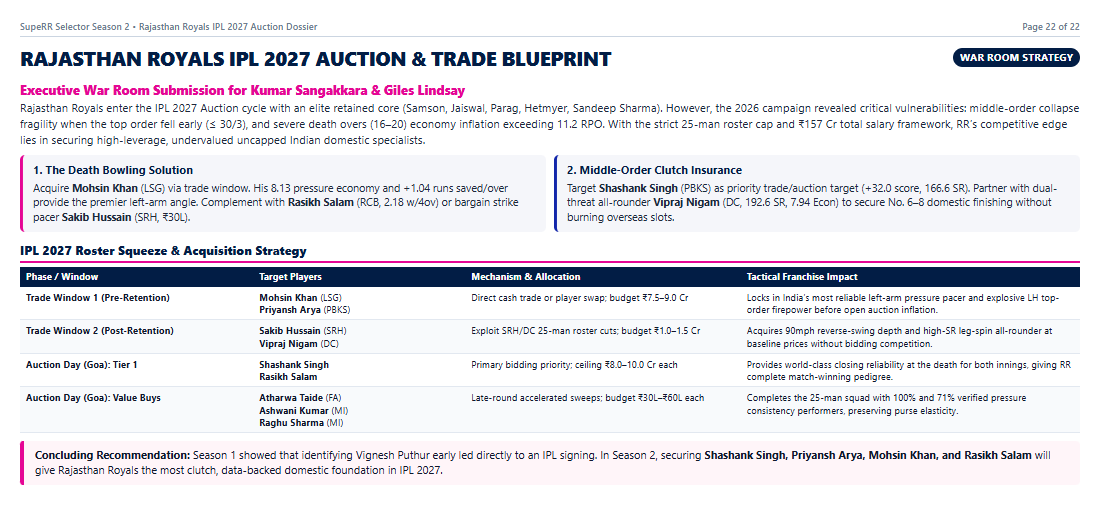 SupeRR Selector Season 2 • Rajasthan Royals IPL 2027 Auction Dossier
Page 22 of 22
RAJASTHAN ROYALS IPL 2027 AUCTION & TRADE BLUEPRINT
WAR ROOM STRATEGY
Executive War Room Submission for Kumar Sangakkara & Giles Lindsay
Rajasthan Royals enter the IPL 2027 Auction cycle with an elite retained core (Samson, Jaiswal, Parag, Hetmyer, Sandeep Sharma). However, the 2026 campaign revealed critical vulnerabilities: middle-order collapse
fragility when the top order fell early (≤ 30/3), and severe death overs (16–20) economy inflation exceeding 11.2 RPO. With the strict 25-man roster cap and ₹157 Cr total salary framework, RR's competitive edge
lies in securing high-leverage, undervalued uncapped Indian domestic specialists.
1. The Death Bowling Solution
Acquire Mohsin Khan (LSG) via trade window. His 8.13 pressure economy and +1.04 runs saved/over
provide the premier left-arm angle. Complement with Rasikh Salam (RCB, 2.18 w/4ov) or bargain strike
pacer Sakib Hussain (SRH, ₹30L).
2. Middle-Order Clutch Insurance
Target Shashank Singh (PBKS) as priority trade/auction target (+32.0 score, 166.6 SR). Partner with dual-
threat all-rounder Vipraj Nigam (DC, 192.6 SR, 7.94 Econ) to secure No. 6–8 domestic finishing without
burning overseas slots.
IPL 2027 Roster Squeeze & Acquisition Strategy
Phase / Window
Target Players
Mechanism & Allocation
Tactical Franchise Impact
Trade Window 1 (Pre-Retention)
Mohsin Khan (LSG)
Priyansh Arya (PBKS)
Direct cash trade or player swap; budget ₹7.5–9.0 Cr
Locks in India's most reliable left-arm pressure pacer and explosive LH top-
order firepower before open auction inflation.
Trade Window 2 (Post-Retention)
Sakib Hussain (SRH)
Vipraj Nigam (DC)
Exploit SRH/DC 25-man roster cuts; budget ₹1.0–1.5 Cr
Acquires 90mph reverse-swing depth and high-SR leg-spin all-rounder at
baseline prices without bidding competition.
Auction Day (Goa): Tier 1
Shashank Singh
Rasikh Salam
Primary bidding priority; ceiling ₹8.0–10.0 Cr each
Provides world-class closing reliability at the death for both innings, giving RR
complete match-winning pedigree.
Auction Day (Goa): Value Buys
Atharwa Taide (FA)
Ashwani Kumar (MI)
Raghu Sharma (MI)
Late-round accelerated sweeps; budget ₹30L–₹60L each
Completes the 25-man squad with 100% and 71% verified pressure
consistency performers, preserving purse elasticity.
Concluding Recommendation: Season 1 showed that identifying Vignesh Puthur early led directly to an IPL signing. In Season 2, securing Shashank Singh, Priyansh Arya, Mohsin Khan, and Rasikh Salam will
give Rajasthan Royals the most clutch, data-backed domestic foundation in IPL 2027.